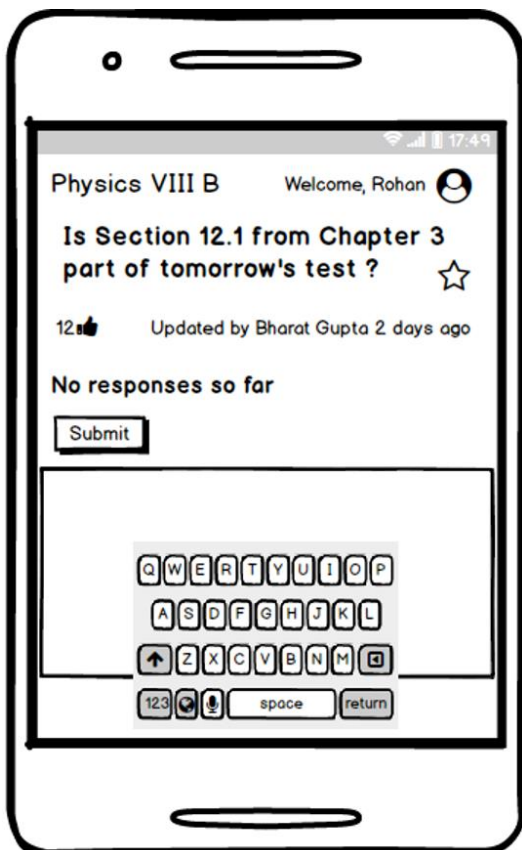 17:49
Physics VIII B Welcome, Rohan
Is Section 12.1 from Chapter 3
part of tomorrow's test ?
12 Updated by Bharat Gupta 2 days ago
No responses so far
Submit
Q W E R T Y U I O P
A S D F G H J K L
Z X C V B N M
123 space return